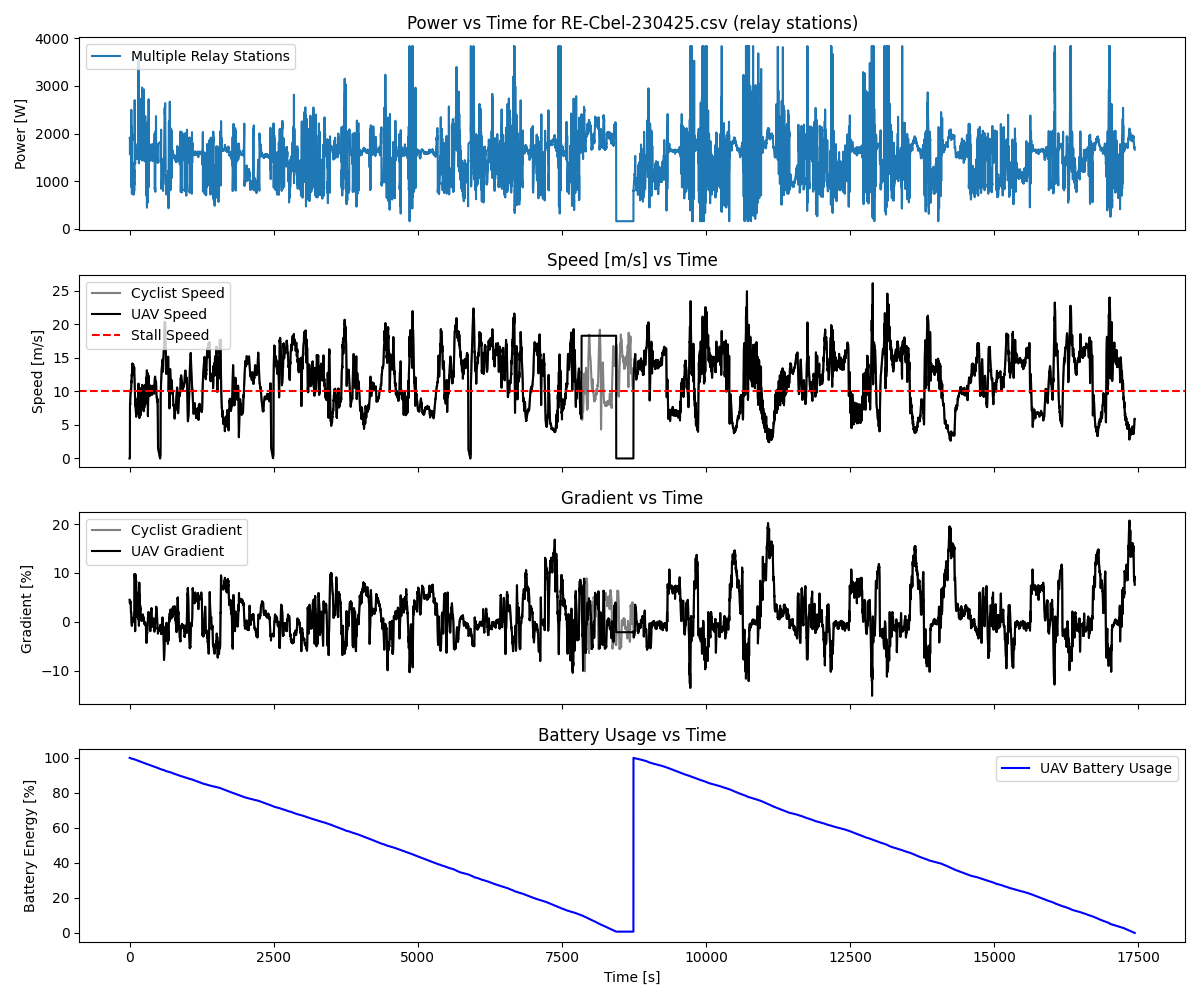 Power vs Time for RE-Cbel-230425.csv (relay stations)
4000
3000
2000
1000
0
Power [W]
Multiple Relay Stations
Speed [m/s] vs Time
25
20
15
10
5
0
Speed [m/s]
Cyclist Speed
UAV Speed
Stall Speed
Gradient vs Time
20
10
0
−10
Gradient [%]
Cyclist Gradient
UAV Gradient
Battery Usage vs Time
100
80
60
40
20
0
Battery Energy [%]
UAV Battery Usage
0 2500 5000 7500 10000 12500 15000 17500
Time [s]